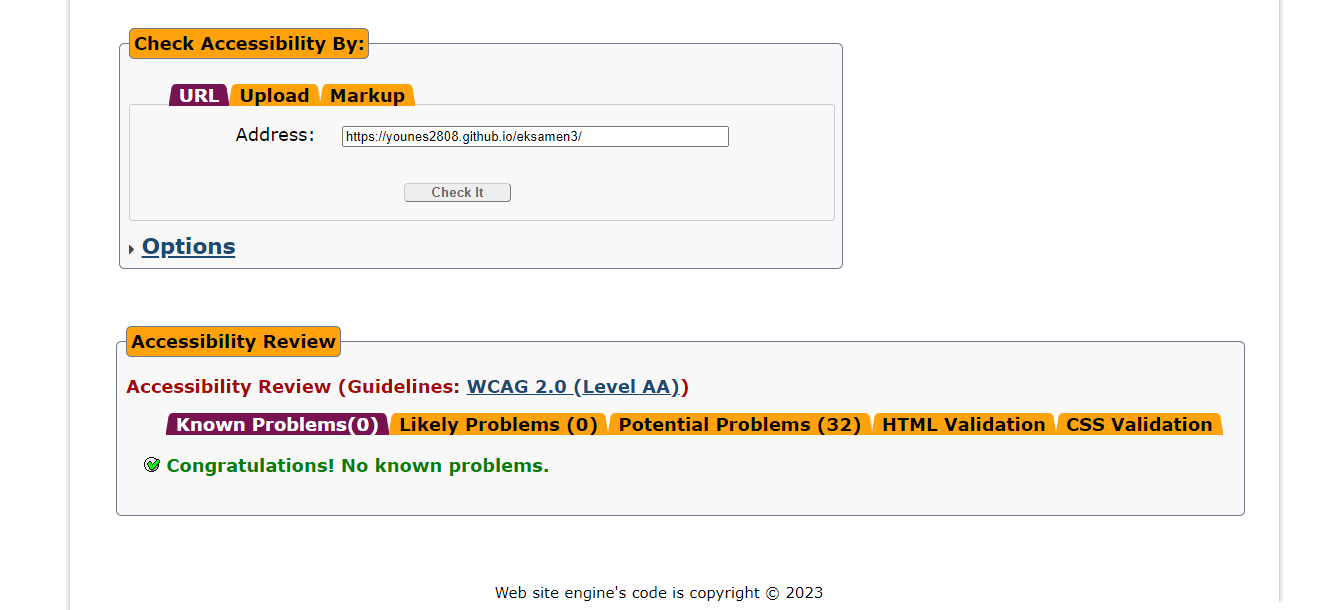 Check Accessibility By:
URL Upload Markup
Address: https://younes2808.github.io/eksamen3/
Check It
Options
Accessibility Review
Accessibility Review (Guidelines: WCAG 2.0 (Level AA))
Known Problems(0) Likely Problems (0) Potential Problems (32) HTML Validation CSS Validation
Congratulations! No known problems.
Web site engine's code is copyright © 2023